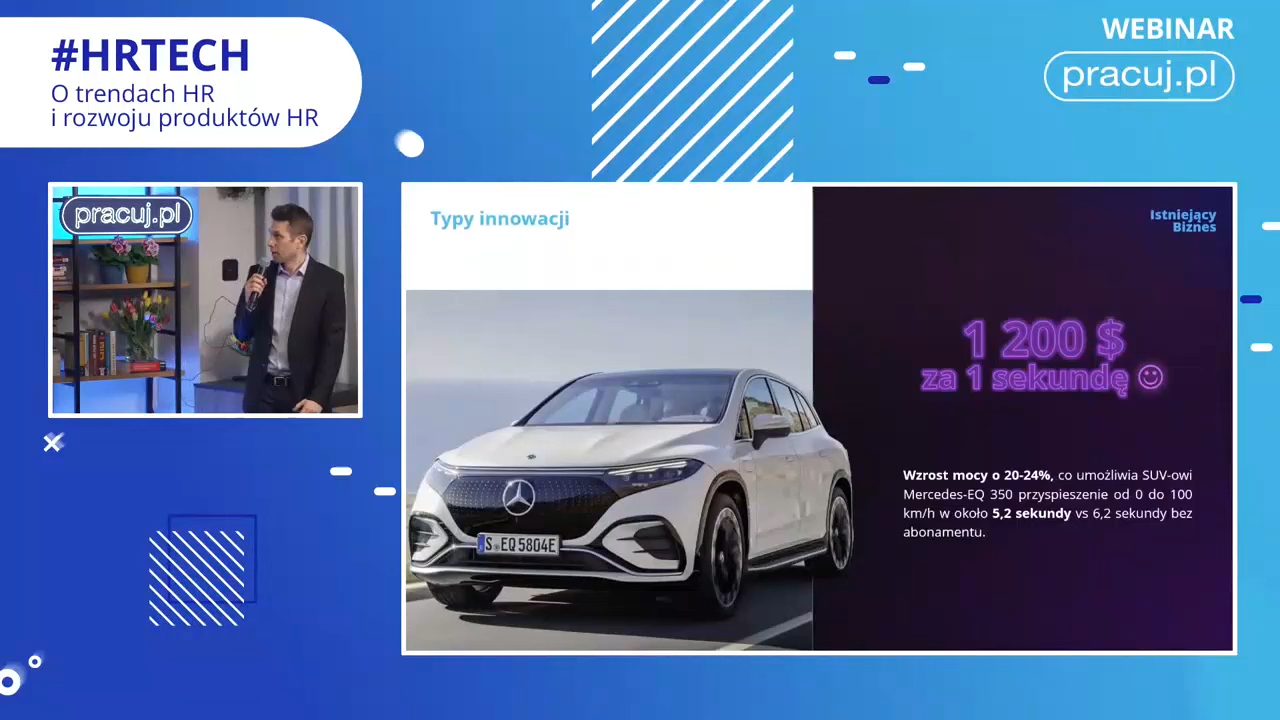 #HRTECH
O trendach HR
i rozwoju produktów HR
WEBINAR
pracuj.pl
pracuj.pl
Typy innowacji
Istniejący
Biznes
1 200 $
za 1 sekundę ☺
Wzrost mocy o 20-24%, co umożliwia SUV-owi
Mercedes-EQ 350 przyspieszenie od 0 do 100
km/h w około 5,2 sekundy vs 6,2 sekundy bez
abonamentu.
S EQ 5804E